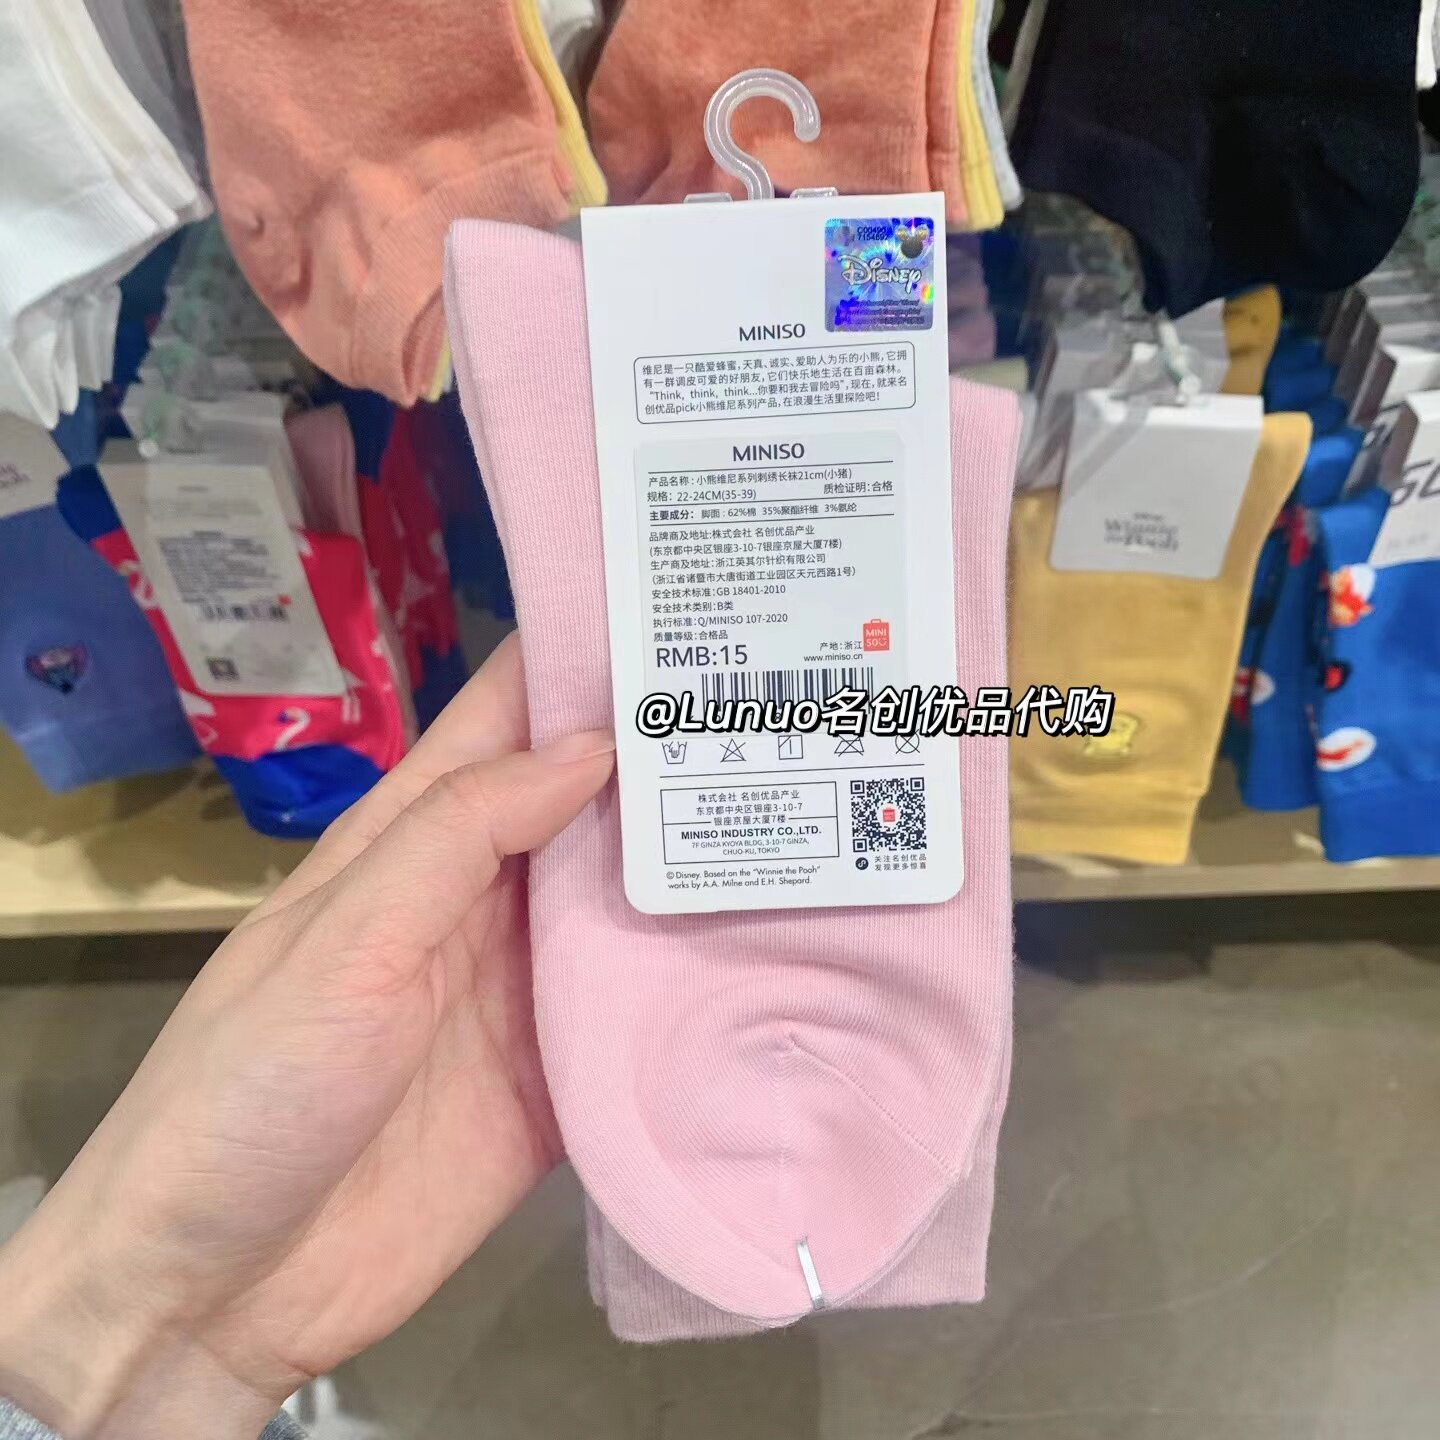 C00490
Disney
MINISO
维尼是一只酷爱蜂蜜,天真、诚实、爱助人为乐的小熊,它拥
有一群调皮可爱的好朋友,它们快乐地生活在百亩森林。
"Think, think, think...你要和我去冒险吗",现在,就来名
创优品pick小熊维尼系列产品,在浪漫生活里探险吧!
MINISO
产品名称:小熊维尼系列刺绣长袜21cm(小猪)
规格:22-24CM(35-39) 质检证明:合格
主要成分: 脚面:62%棉 35%聚酯纤维 3%氨纶
品牌商及地址:株式会社 名创优品产业
(东京都中央区银座3-10-7银座京屋大厦7楼)
生产商及地址:浙江英其尔针织有限公司
(浙江省诸暨市大唐街道工业园区天元西路1号)
安全技术标准:GB 18401-2010
安全技术类别:B类
执行标准:Q/MINISO 107-2020
质量等级:合格品
产地:浙江
MINI
SO
RMB:15
www.miniso.cn
@Lunuo名创优品代购
株式会社 名创优品产业
东京都中央区银座3-10-7
银座京屋大厦7楼
MINISO INDUSTRY CO.,LTD.
7F GINZA KYOYA BLDG, 3-10-7 GINZA,
CHUO-KU, TOKYO
关注名创优品
发现更多惊喜
© Disney. Based on the "Winnie the Pooh"
works by A.A. Milne and E.H. Shepard.
Winnie
the Pooh